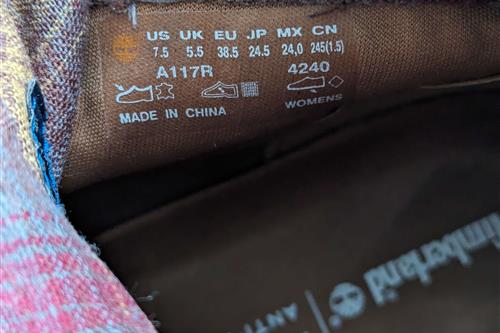 US UK EU JP MX CN
7.5 5.5 38.5 24.5 24,0 245(1.5)
A117R 4240
WOMENS
MADE IN CHINA
Timberland
ANTI